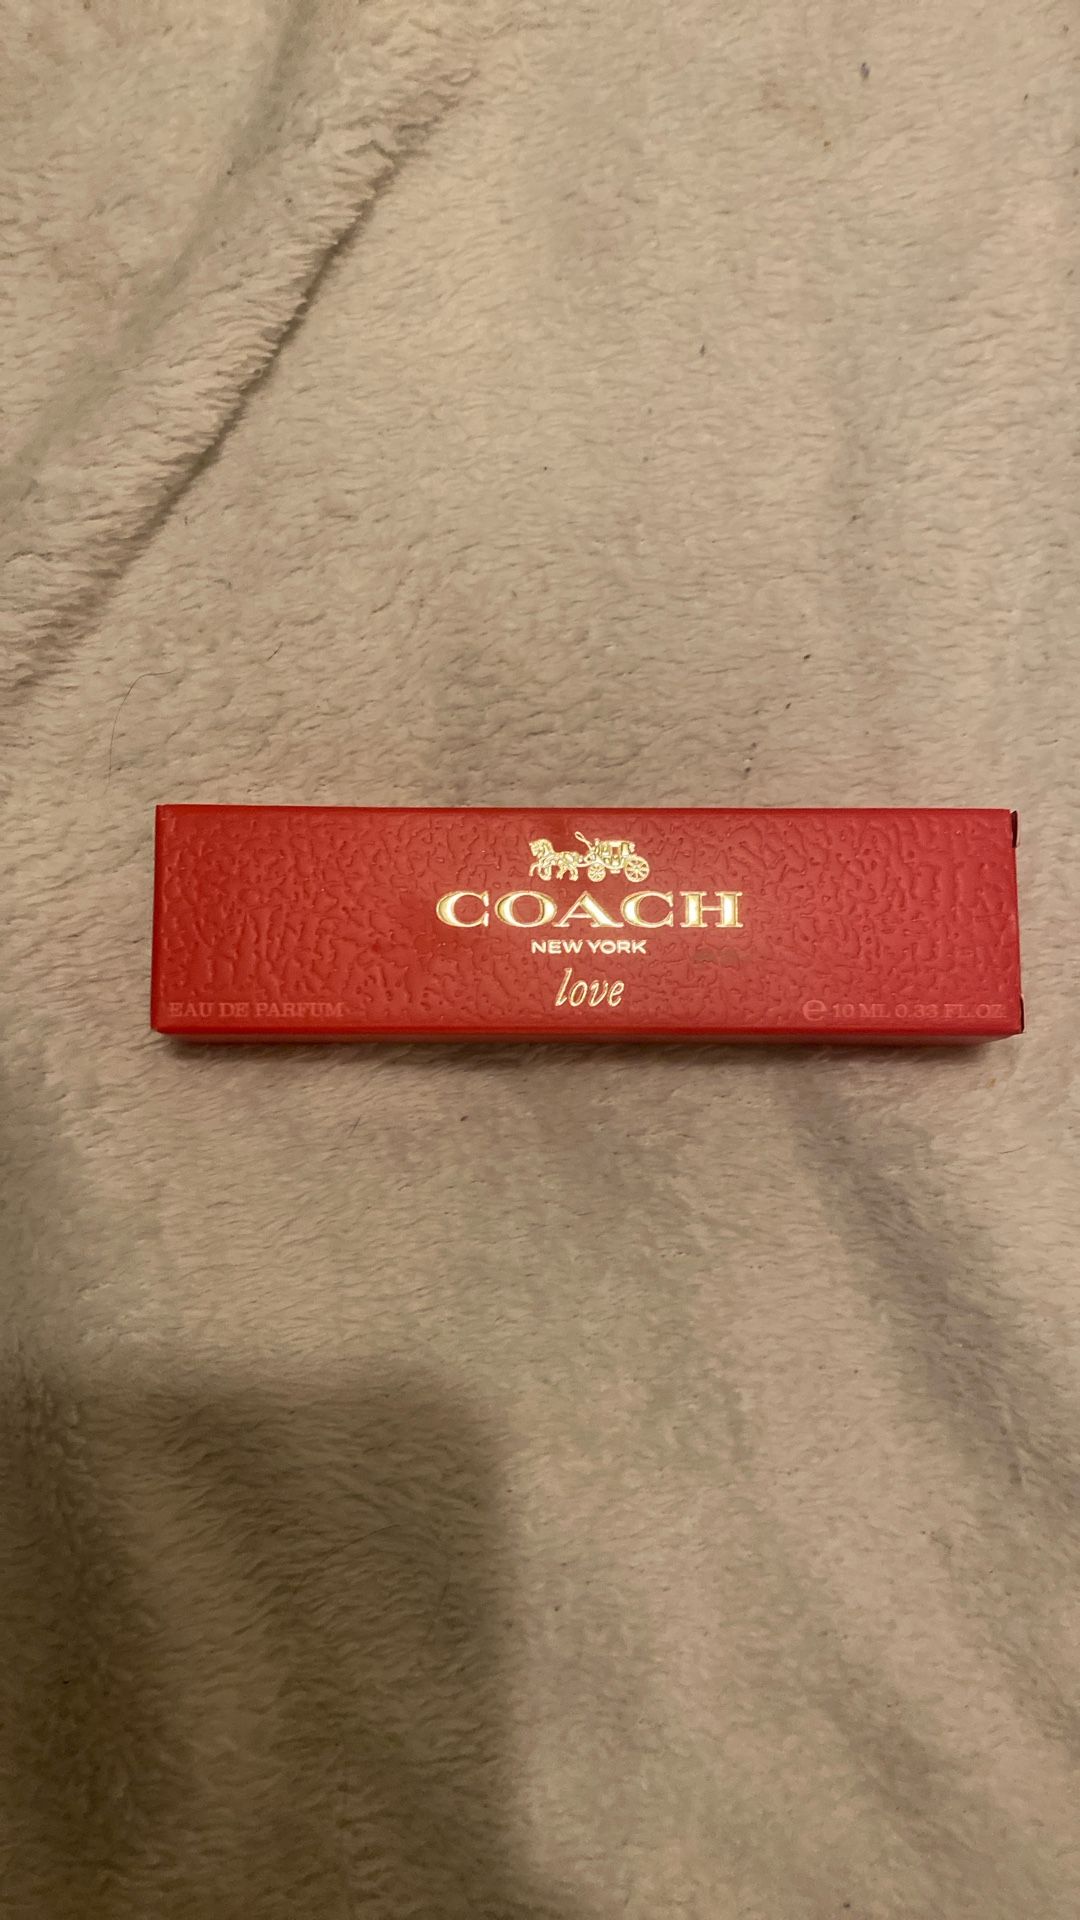 COACH
NEW YORK
love
EAU DE PARFUM
℮ 10 ML 0.33 FL. OZ.